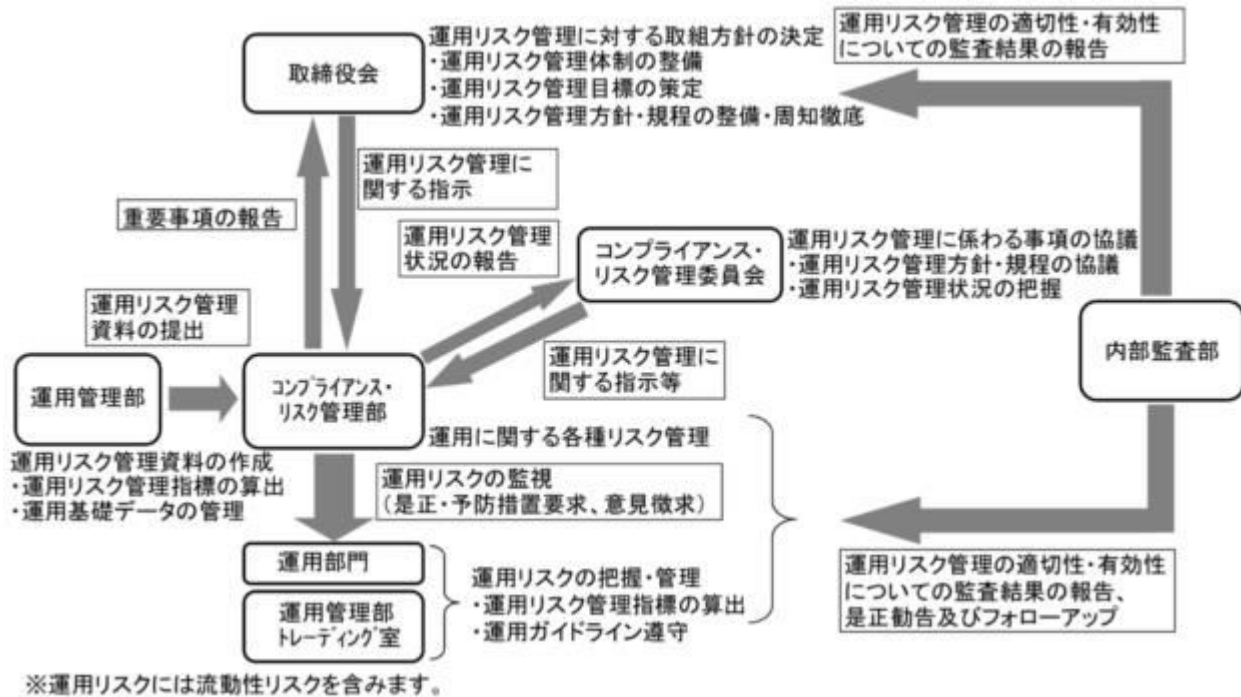 取締役会
運用リスク管理に対する取組方針の決定
・運用リスク管理体制の整備
・運用リスク管理目標の策定
・運用リスク管理方針・規程の整備・周知徹底
運用リスク管理の適切性・有効性
についての監査結果の報告
重要事項の報告
運用リスク管理に
関する指示
運用リスク管理
状況の報告
コンプライアンス・
リスク管理委員会
運用リスク管理に係わる事項の協議
・運用リスク管理方針・規程の協議
・運用リスク管理状況の把握
運用リスク管理
資料の提出
運用リスク管理に
関する指示等
内部監査部
運用管理部
コンプライアンス・
リスク管理部
運用リスク管理資料の作成
・運用リスク管理指標の算出
・運用基礎データの管理
運用に関する各種リスク管理
運用リスクの監視
(是正・予防措置要求、意見徴求)
運用部門
運用管理部
トレーディング室
運用リスクの把握・管理
・運用リスク管理指標の算出
・運用ガイドライン遵守
運用リスク管理の適切性・有効性
についての監査結果の報告、
是正勧告及びフォローアップ
※運用リスクには流動性リスクを含みます。